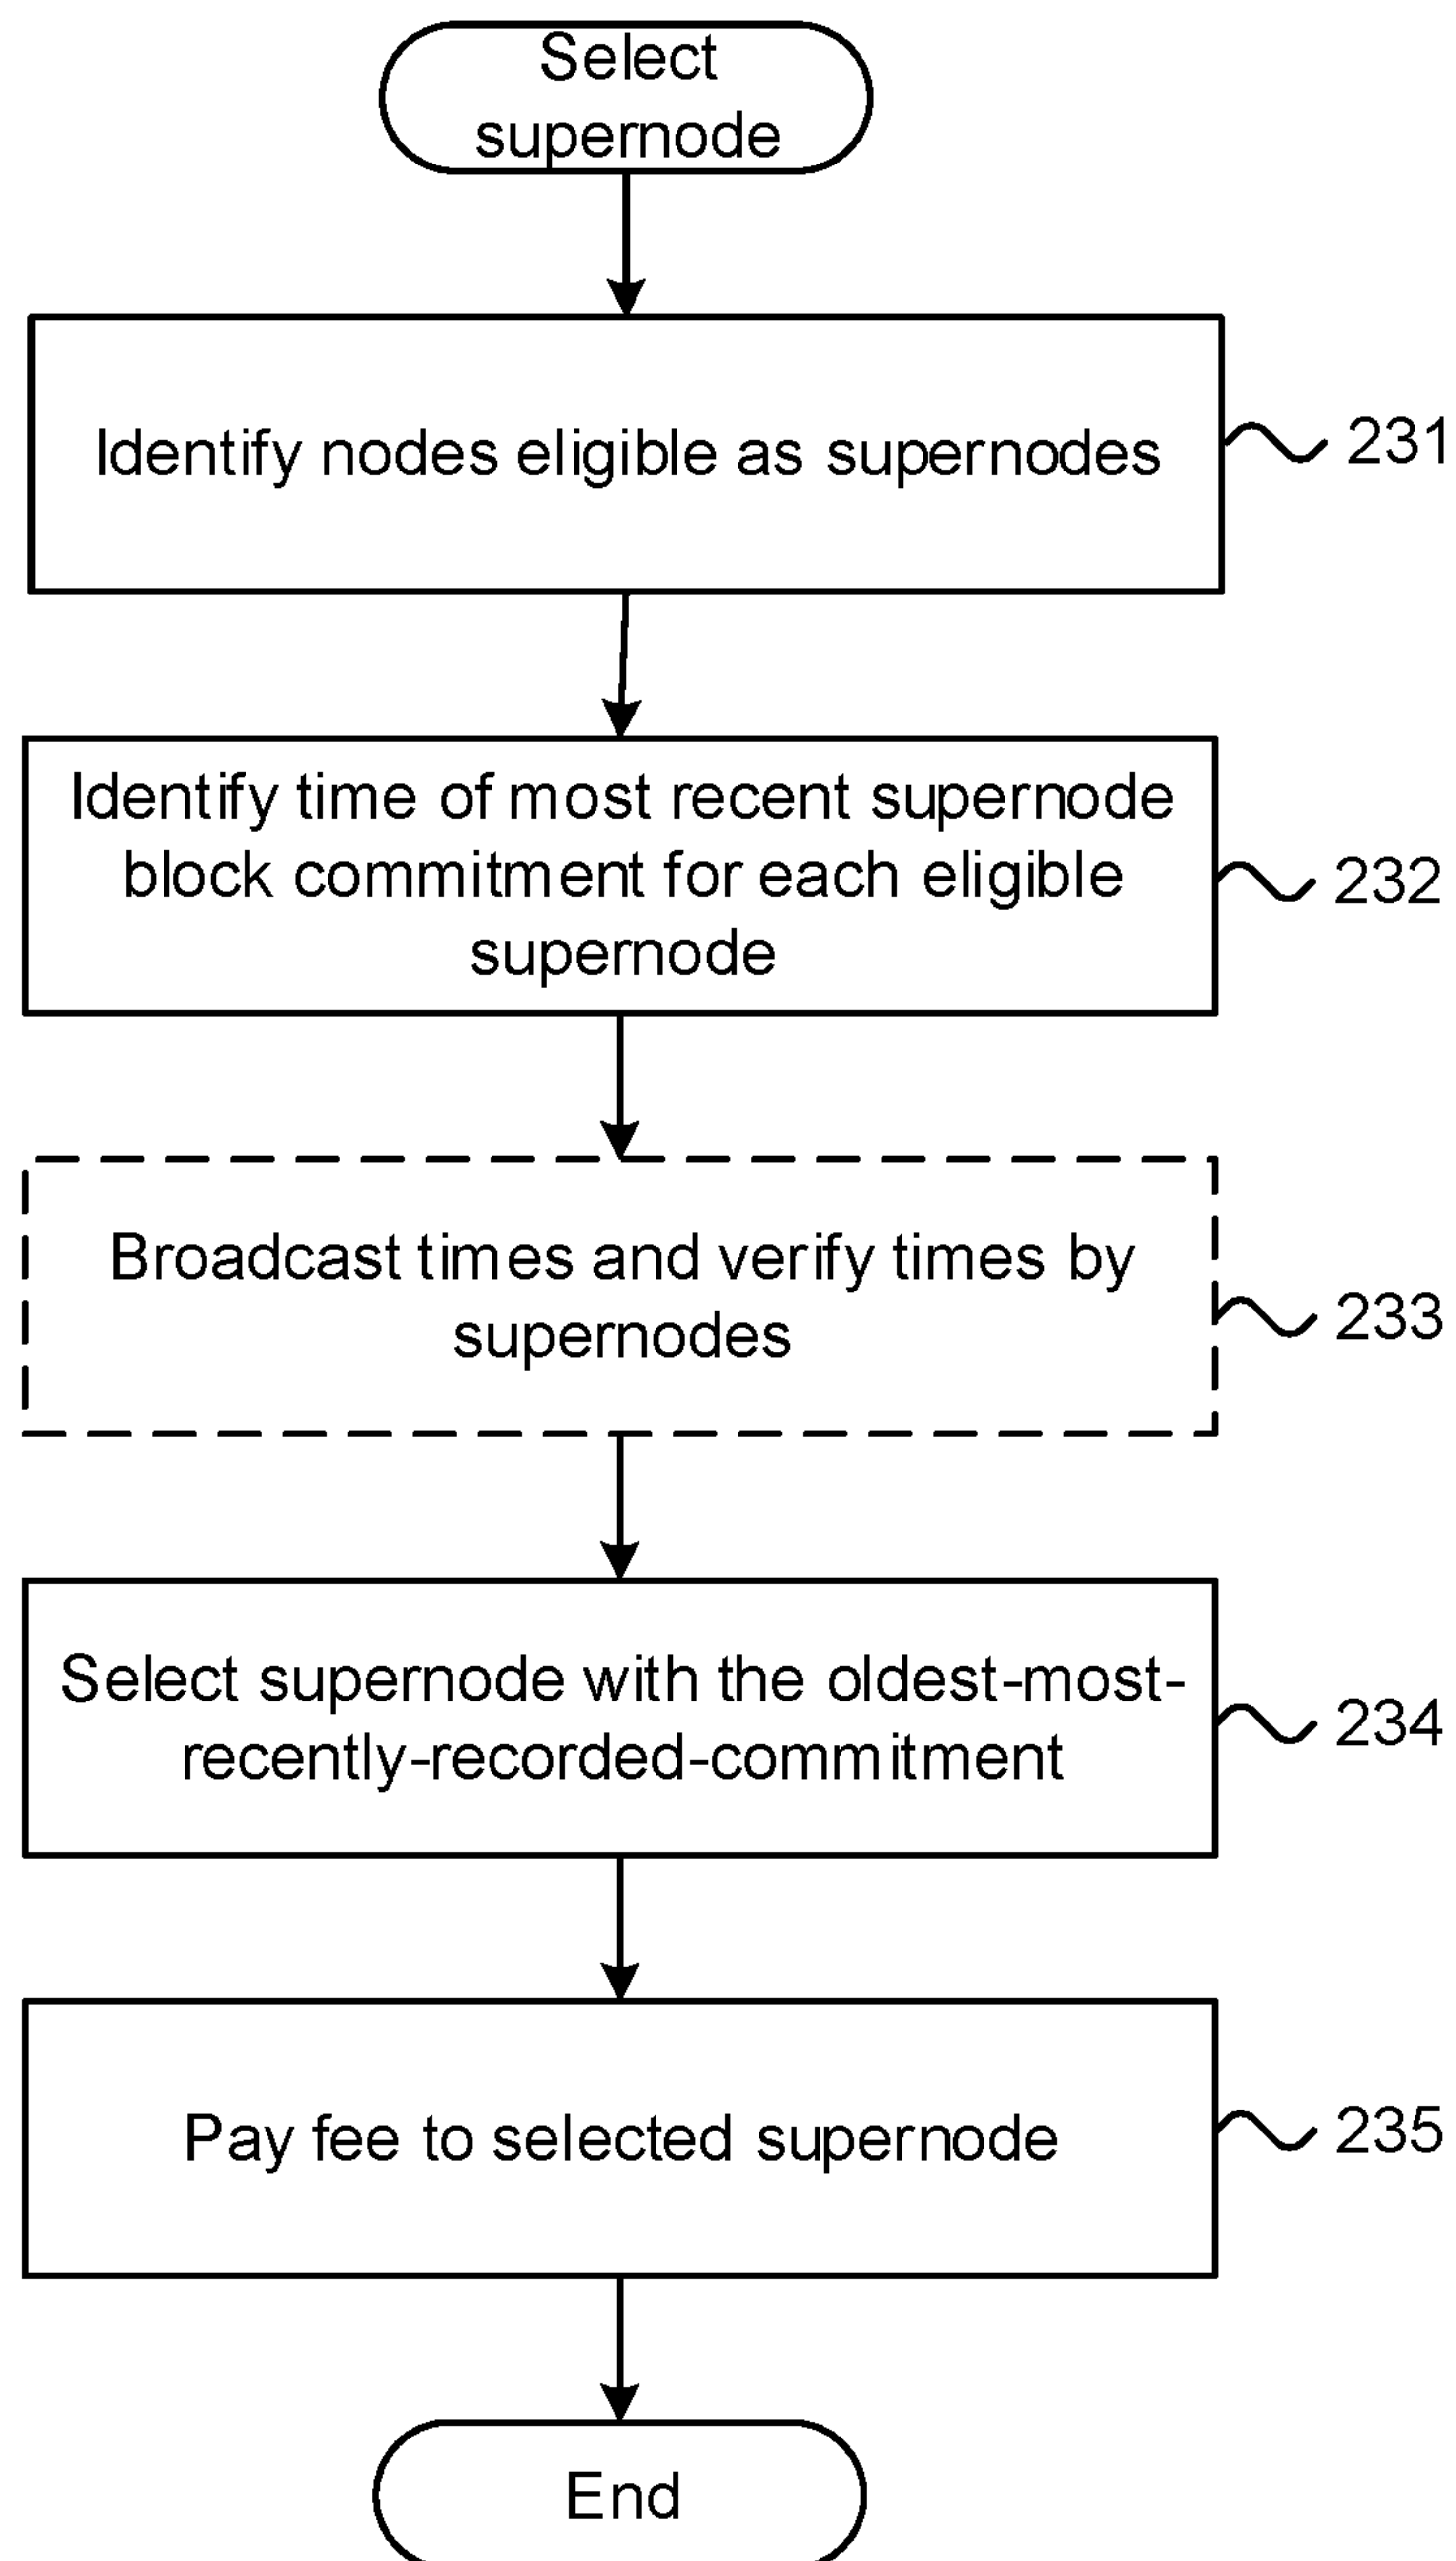 Select
supernode
Identify nodes eligible as supernodes
231
Identify time of most recent supernode
block commitment for each eligible
supernode
232
Broadcast times and verify times by
supernodes
233
Select supernode with the oldest-most-
recently-recorded-commitment
234
Pay fee to selected supernode
235
End